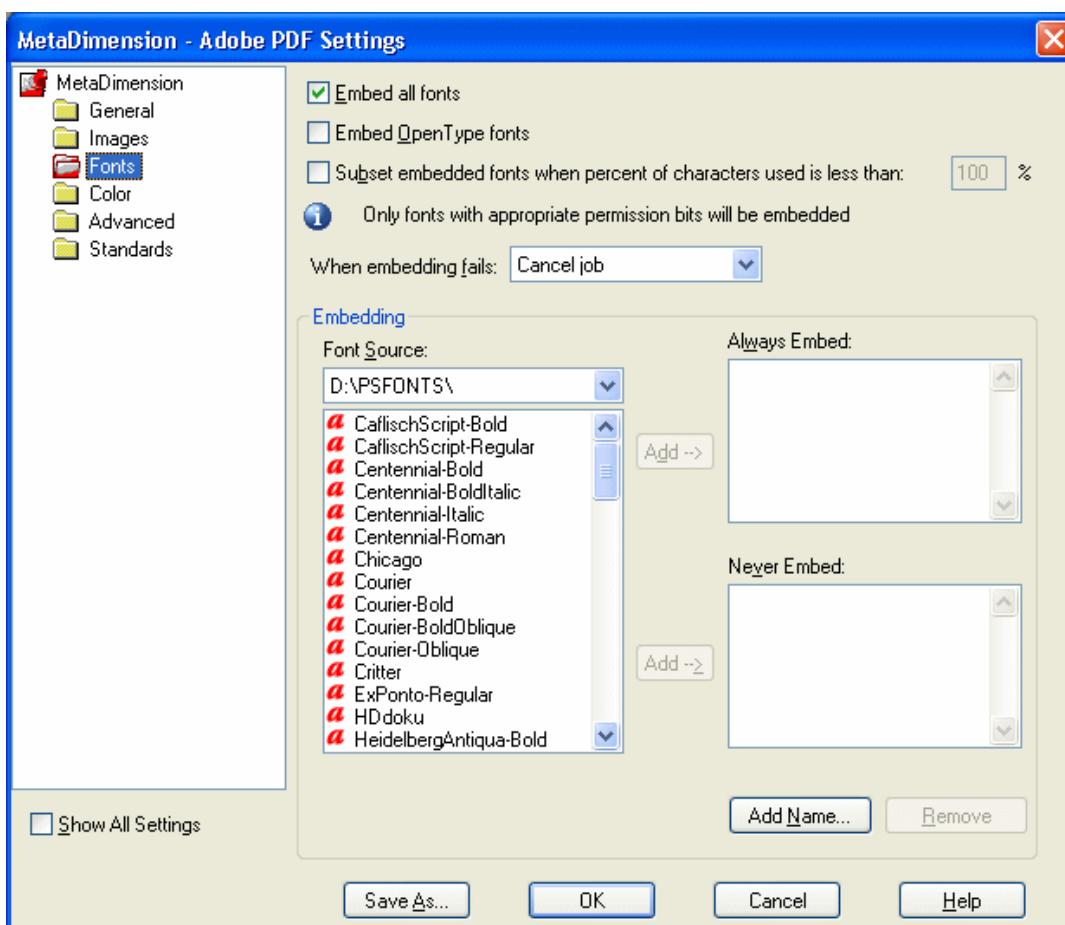 MetaDimension - Adobe PDF Settings
MetaDimension
General
Images
Fonts
Color
Advanced
Standards
Show All Settings
Embed all fonts
Embed OpenType fonts
Subset embedded fonts when percent of characters used is less than: 100 %
Only fonts with appropriate permission bits will be embedded
When embedding fails: Cancel job
Embedding
Font Source:
D:\PSFONTS\
CaflischScript-Bold
CaflischScript-Regular
Centennial-Bold
Centennial-BoldItalic
Centennial-Italic
Centennial-Roman
Chicago
Courier
Courier-Bold
Courier-BoldOblique
Courier-Oblique
Critter
ExPonto-Regular
HDdoku
HeidelbergAntiqua-Bold
Add -->
Add -->
Always Embed:
Never Embed:
Add Name...
Remove
Save As...
OK
Cancel
Help